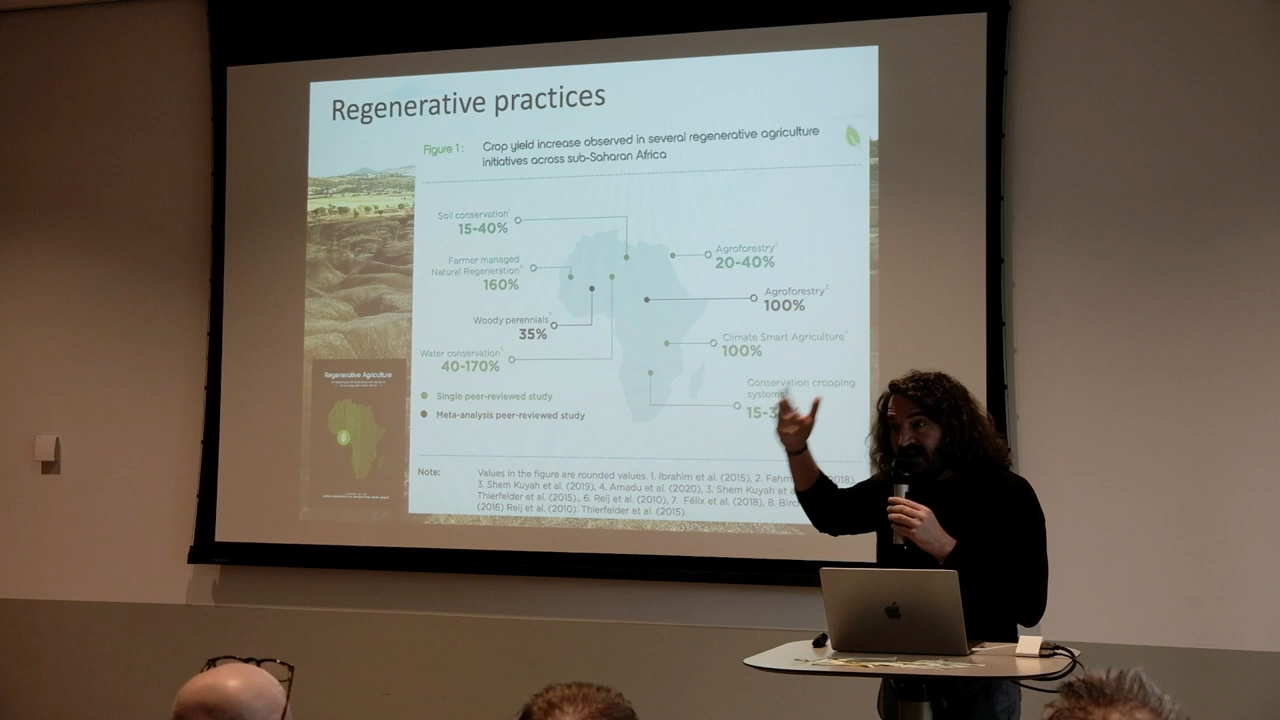 Regenerative practices
Figure 1:
Crop yield increase observed in several regenerative agriculture
initiatives across sub-Saharan Africa
Soil conservation
15-40%
Farmer managed
Natural Regeneration
160%
Woody perennials
35%
Water conservation
40-170%
Agroforestry
20-40%
Agroforestry
100%
Climate Smart Agriculture
100%
Conservation cropping
systems
Single peer-reviewed study
Meta-analysis peer-reviewed study
Note:
Values in the figure are rounded values. 1. Ibrahim et al. (2015), 2. 2018)
3. Shem Kuyah et al. (2019), 4. Amadu et al. (2020), 3. Shem Kuyah et
Thierfelder et al. (2015)., 6. Reij et al. (2010), 7. Félix et al. (2018), 8.
(2016) Reij et al. (2010). Thierfelder et al. (2015).
Regenerative Agriculture